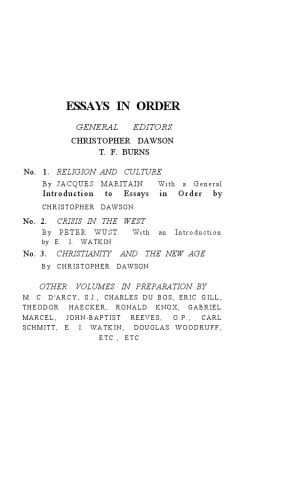 ESSAYS IN ORDER
GENERAL EDITORS
CHRISTOPHER DAWSON
T. F. BURNS
No. 1. RELIGION AND CULTURE
By JACQUES MARITAIN With a General
Introduction to Essays in Order by
CHRISTOPHER DAWSON.
No. 2. CRISIS IN THE WEST
By PETER WUST. With an Introduction
by E. I. WATKIN
No. 3. CHRISTIANITY AND THE NEW AGE
By CHRISTOPHER DAWSON
OTHER VOLUMES IN PREPARATION BY
M. C. D'ARCY, S.J., CHARLES DU BOS, ERIC GILL,
THEODOR HAECKER, RONALD KNOX, GABRIEL
MARCEL, JOHN-BAPTIST REEVES, O.P., CARL
SCHMITT, E. I. WATKIN, DOUGLAS WOODRUFF,
ETC., ETC.